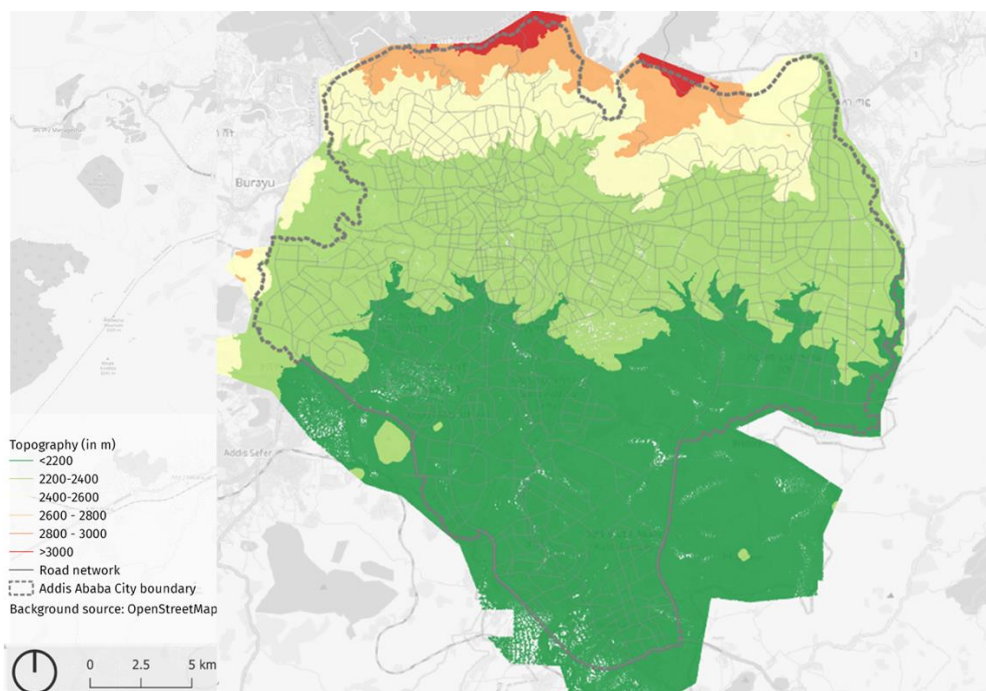 Burayu
Addis Sefer
Topography (in m)
<2200
2200-2400
2400-2600
2600 - 2800
2800 - 3000
>3000
Road network
Addis Ababa City boundary
Background source: OpenStreetMap
0 2.5 5 km